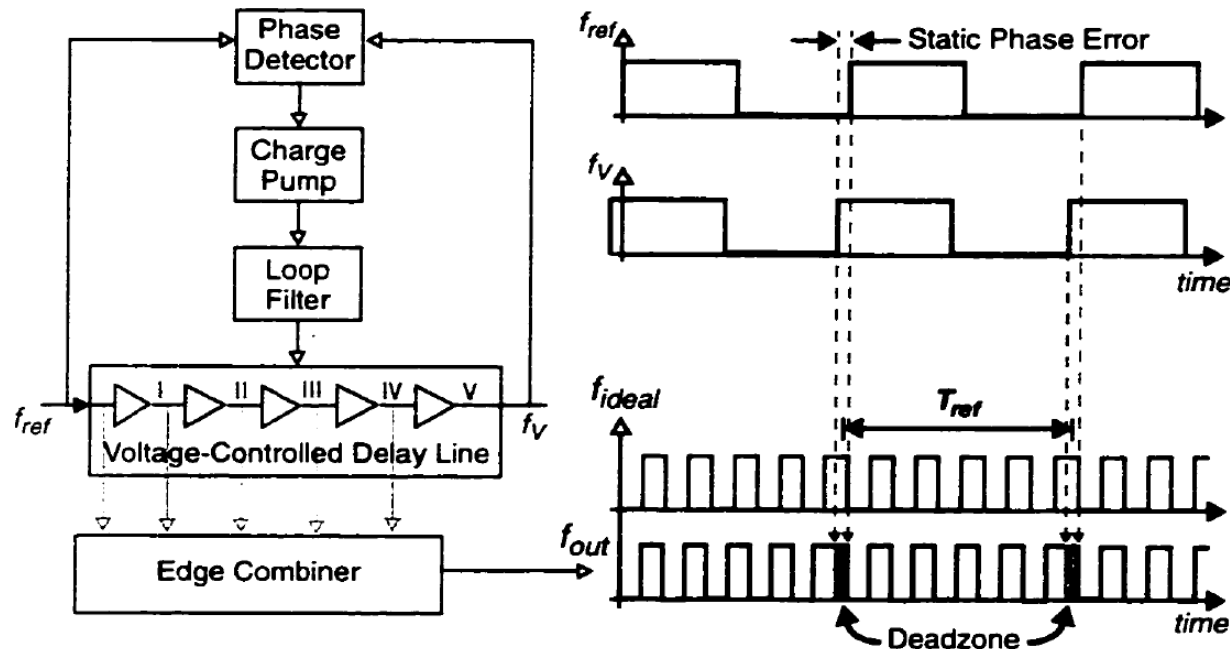 Phase
Detector
Charge
Pump
Loop
Filter
I II III IV V
f_ref
f_V
Voltage-Controlled Delay Line
Edge Combiner
f_ref
Static Phase Error
f_V
time
f_ideal
T_ref
f_out
time
Deadzone